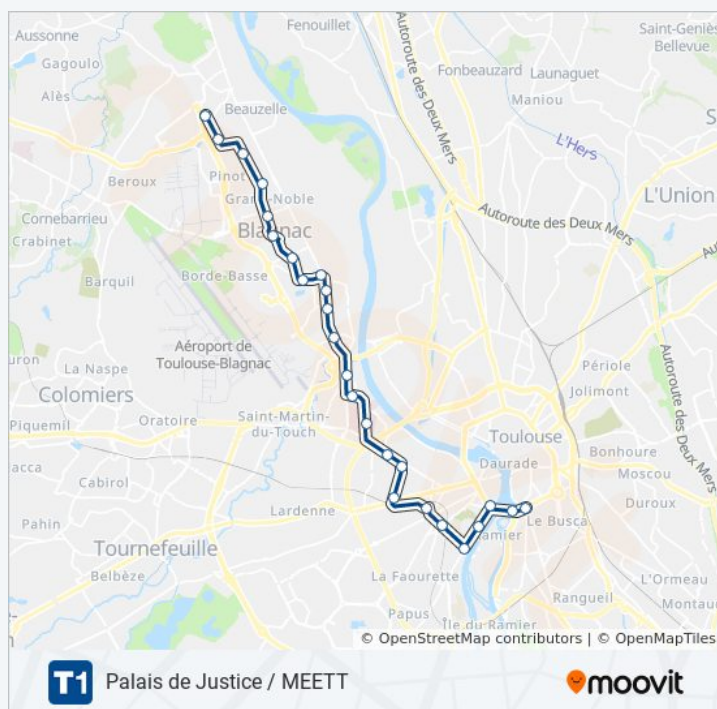 Aussonne
Fenouillet
Saint-Geniès
Bellevue
Gagoulo
Autoroute des Deux Mers
Fonbeauzard
Launaguet
Alès
Beauzelle
Maniou
L'Hers
Beroux
Pinot
L'Union
Cornebarrieu
Grand-Noble
Crabinet
Blagnac
Autoroute des Deux Mers
Barquil
Borde-Basse
Aéroport de
Toulouse-Blagnac
Périole
La Naspe
Jolimont
Colomiers
Autoroute des Deux Mers
Saint-Martin-
du-Touch
Piquemil
Oratoire
Toulouse
Bonhoure
Daurade
Moscou
Cabirol
Lardenne
Duroux
Pahin
Le Busca
Ramier
Tournefeuille
La Faourette
L'Ormeau
Belbèze
Rangueil
Papus
Montau
Île du Ramier
© OpenStreetMap contributors | © OpenMapTiles
T1 Palais de Justice / MEETT
moovit